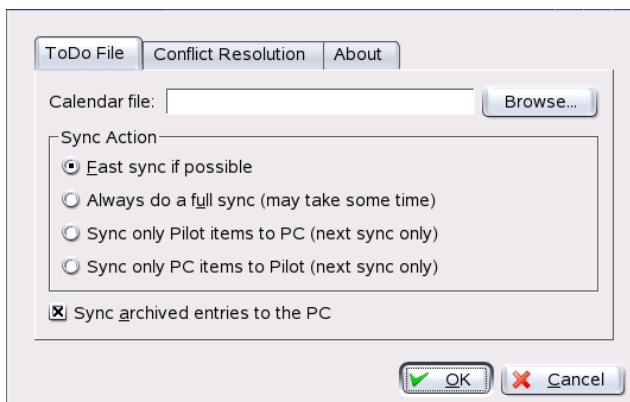 ToDo File Conflict Resolution About
Calendar file: Browse...
Sync Action
Fast sync if possible
Always do a full sync (may take some time)
Sync only Pilot items to PC (next sync only)
Sync only PC items to Pilot (next sync only)
Sync archived entries to the PC
OK Cancel